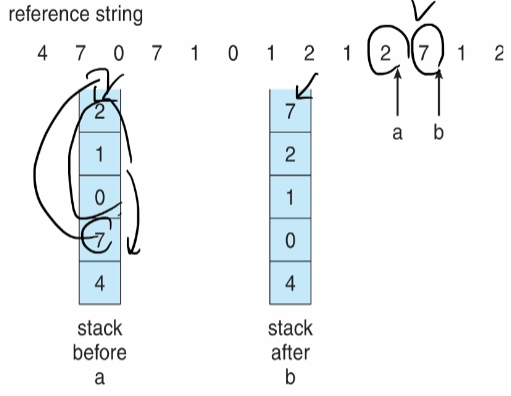 reference string
4 7 0 7 1 0 1 2 1 2 7 1 2
a b
2 7
1 2
0 1
7 0
4 4
stack stack
before after
a b